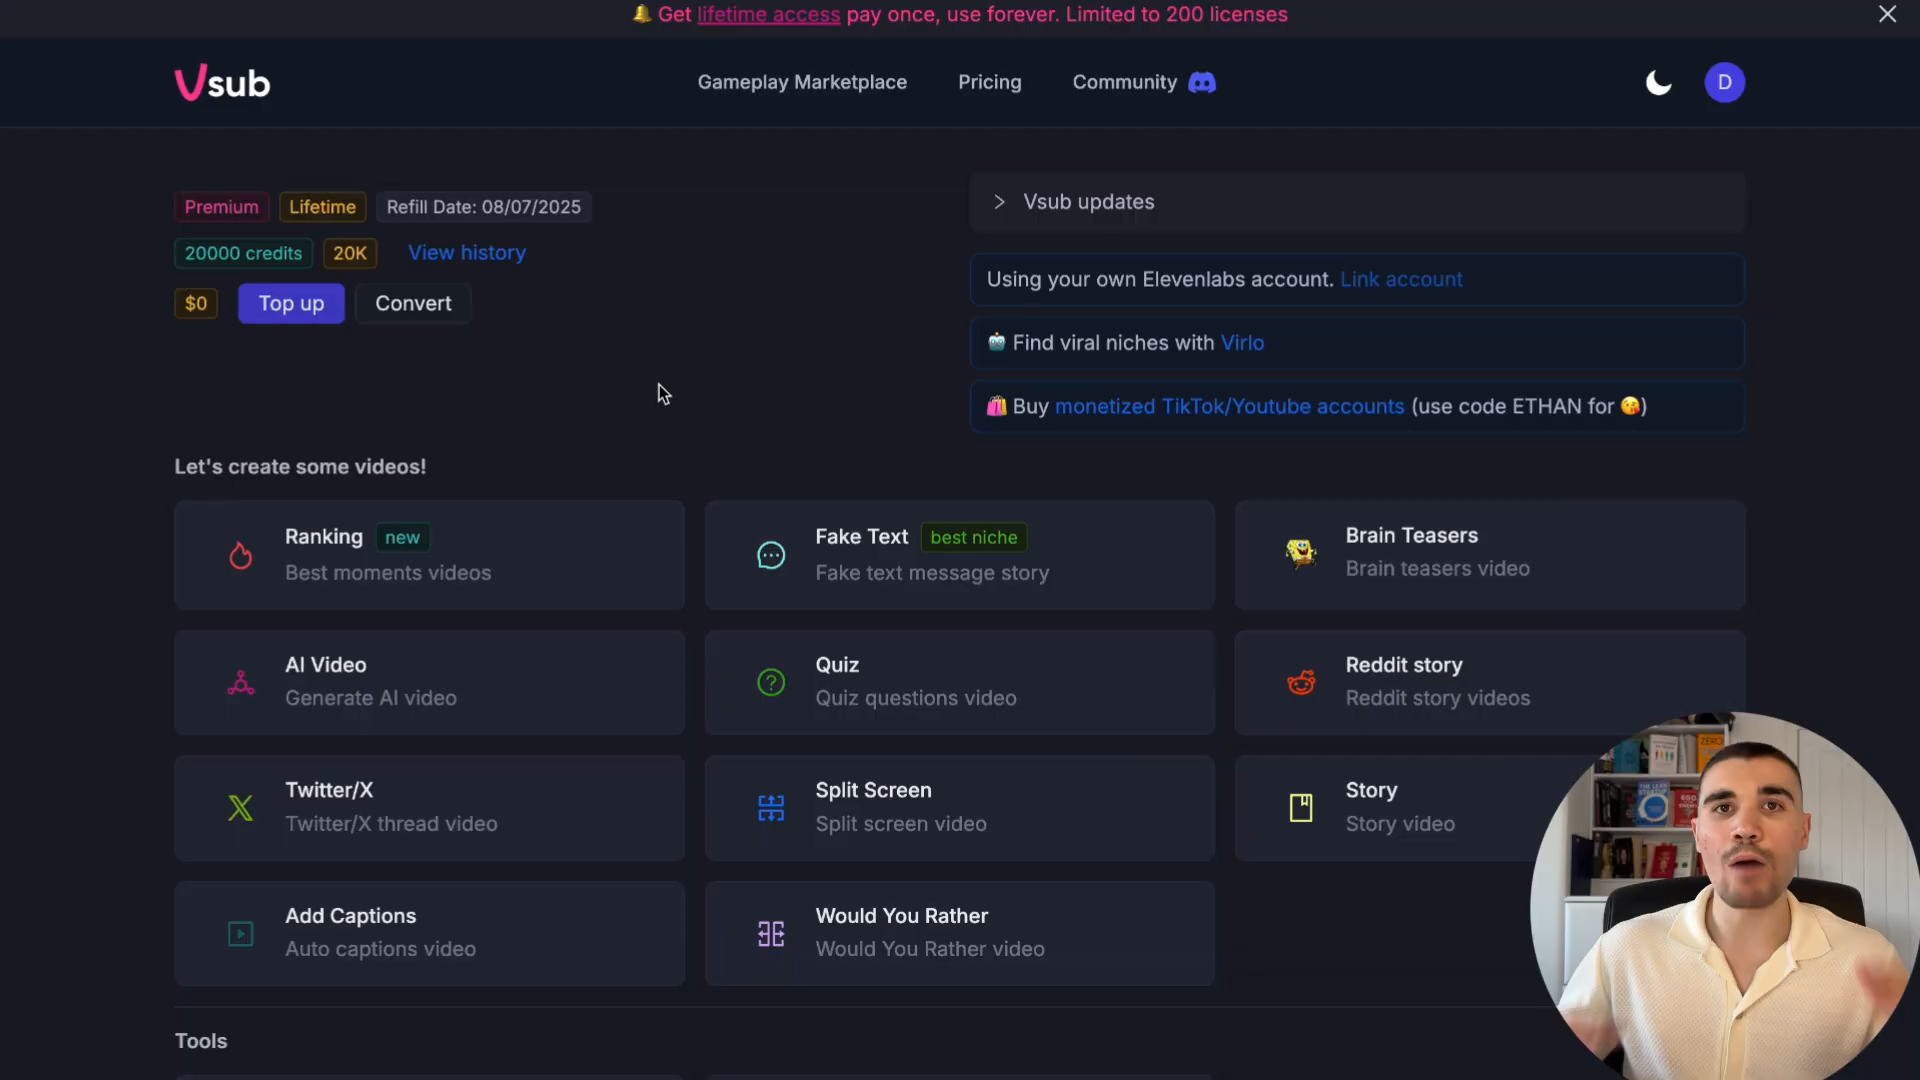 🔔 Get lifetime access pay once, use forever. Limited to 200 licenses
Vsub
Gameplay Marketplace
Pricing
Community
D
Premium
Lifetime
Refill Date: 08/07/2025
20000 credits
20K
View history
$0
Top up
Convert
Vsub updates
Using your own Elevenlabs account. Link account
🤖 Find viral niches with Virlo
🛍️ Buy monetized TikTok/Youtube accounts (use code ETHAN for 😘)
Let's create some videos!
Ranking new
Best moments videos
Fake Text best niche
Fake text message story
Brain Teasers
Brain teasers video
AI Video
Generate AI video
Quiz
Quiz questions video
Reddit story
Reddit story videos
Twitter/X
Twitter/X thread video
Split Screen
Split screen video
Story
Story video
Add Captions
Auto captions video
Would You Rather
Would You Rather video
Tools
ZERO
THE LEAN
STARTUP